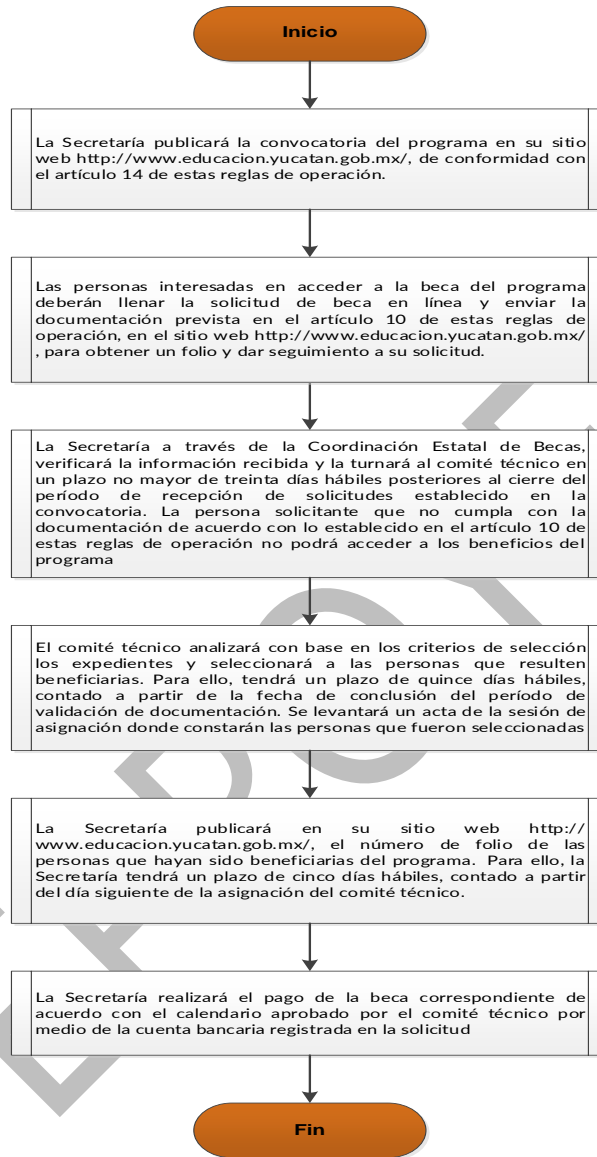 Inicio
La Secretaría publicará la convocatoria del programa en su sitio
web http://www.educacion.yucatan.gob.mx/, de conformidad con
el artículo 14 de estas reglas de operación.
Las personas interesadas en acceder a la beca del programa
deberán llenar la solicitud de beca en línea y enviar la
documentación prevista en el artículo 10 de estas reglas de
operación, en el sitio web http://www.educacion.yucatan.gob.mx/
, para obtener un folio y dar seguimiento a su solicitud.
La Secretaría a través de la Coordinación Estatal de Becas,
verificará la información recibida y la turnará al comité técnico en
un plazo no mayor de treinta días hábiles posteriores al cierre del
período de recepción de solicitudes establecido en la
convocatoria. La persona solicitante que no cumpla con la
documentación de acuerdo con lo establecido en el artículo 10 de
estas reglas de operación no podrá acceder a los beneficios del
programa
El comité técnico analizará con base en los criterios de selección
los expedientes y seleccionará a las personas que resulten
beneficiarias. Para ello, tendrá un plazo de quince días hábiles,
contado a partir de la fecha de conclusión del período de
validación de documentación. Se levantará un acta de la sesión de
asignación donde constarán las personas que fueron seleccionadas
La Secretaría publicará en su sitio web http://
www.educacion.yucatan.gob.mx/, el número de folio de las
personas que hayan sido beneficiarias del programa. Para ello, la
Secretaría tendrá un plazo de cinco días hábiles, contado a partir
del día siguiente de la asignación del comité técnico.
La Secretaría realizará el pago de la beca correspondiente de
acuerdo con el calendario aprobado por el comité técnico por
medio de la cuenta bancaria registrada en la solicitud
Fin